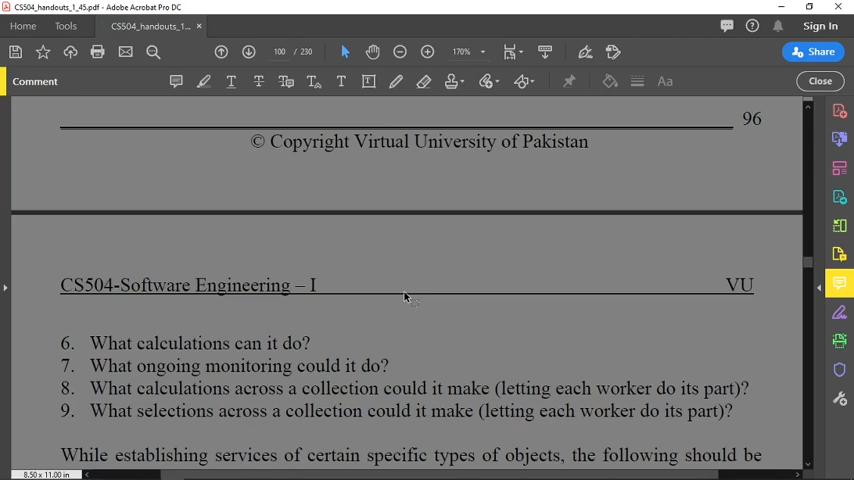 CS504_handouts_1_45.pdf - Adobe Acrobat Pro DC
Home Tools CS504_handouts_1... × Sign In
100 / 230 170% Share
Comment Close
96
© Copyright Virtual University of Pakistan
CS504-Software Engineering – I VU
6. What calculations can it do?
7. What ongoing monitoring could it do?
8. What calculations across a collection could it make (letting each worker do its part)?
9. What selections across a collection could it make (letting each worker do its part)?
While establishing services of certain specific types of objects, the following should be
8.50 x 11.00 in